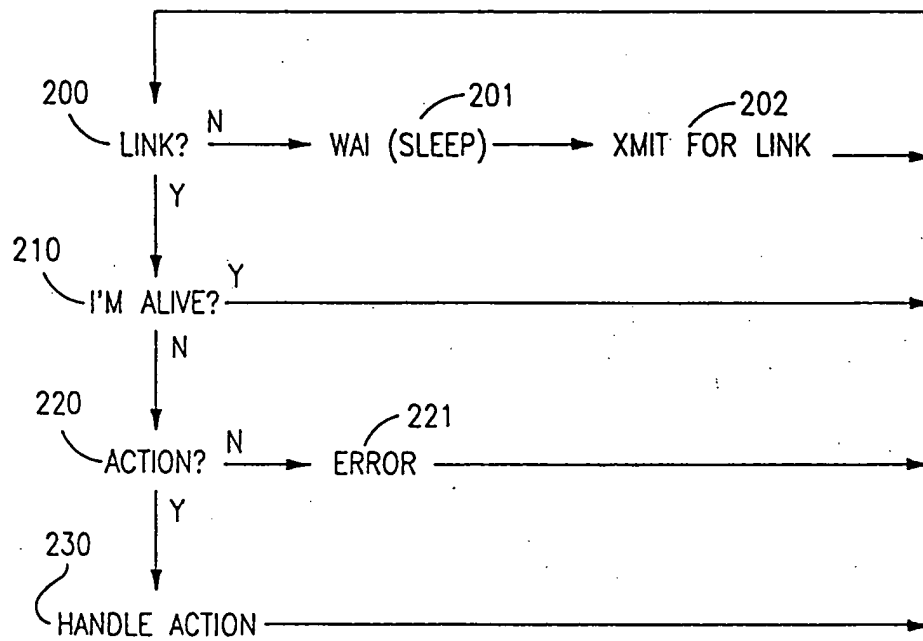 200
LINK?
N
201
WAI (SLEEP)
202
XMIT FOR LINK
Y
210
I'M ALIVE?
Y
N
220
ACTION?
N
221
ERROR
Y
230
HANDLE ACTION